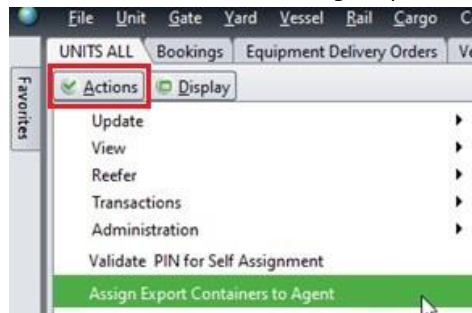 File Unit Gate Yard Vessel Rail Cargo
UNITS ALL Bookings Equipment Delivery Orders
Favorites
Actions Display
Update
View
Reefer
Transactions
Administration
Validate PIN for Self Assignment
Assign Export Containers to Agent